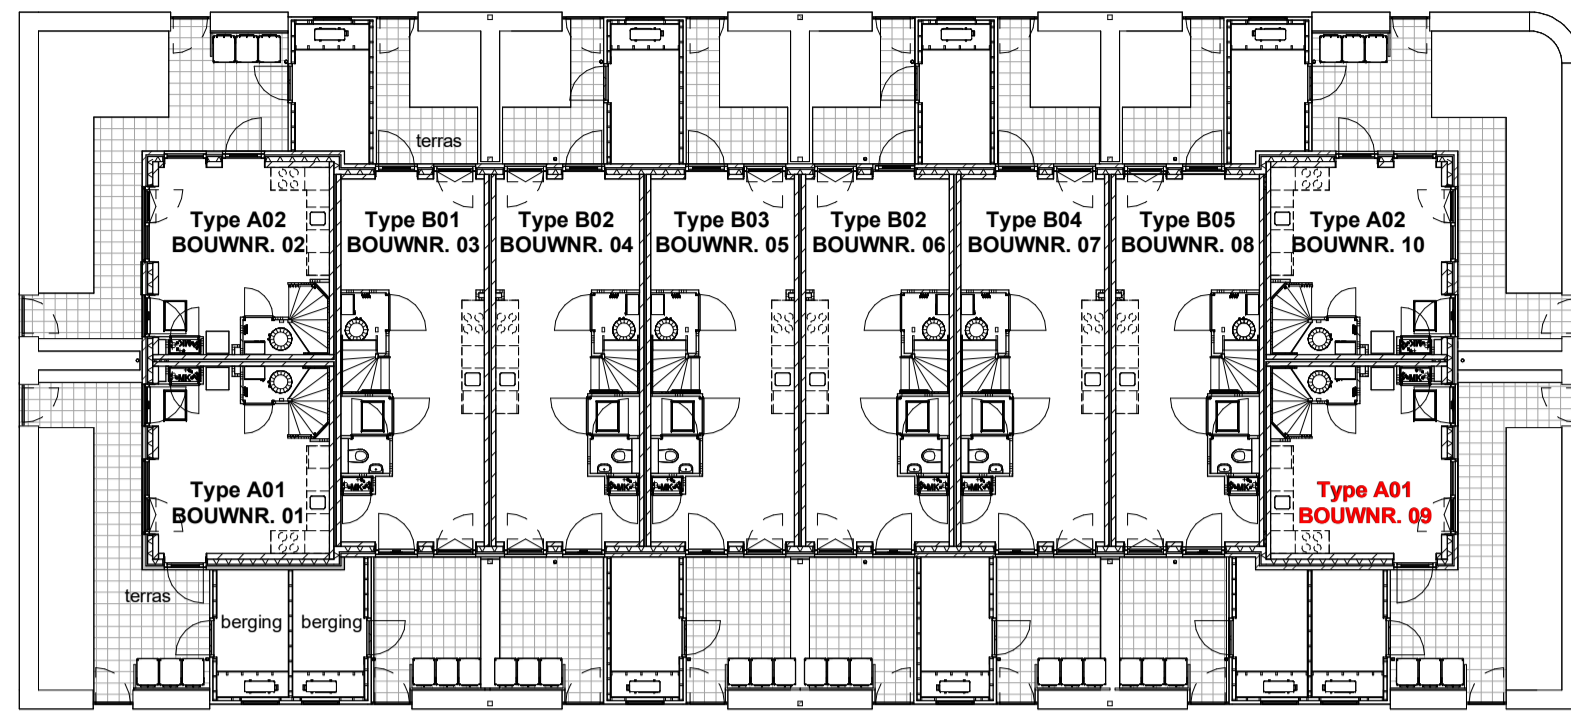 terras
Type A02
BOUWNR. 02
Type B01
BOUWNR. 03
Type B02
BOUWNR. 04
Type B03
BOUWNR. 05
Type B02
BOUWNR. 06
Type B04
BOUWNR. 07
Type B05
BOUWNR. 08
Type A02
BOUWNR. 10
Type A01
BOUWNR. 01
Type A01
BOUWNR. 09
terras
berging
berging